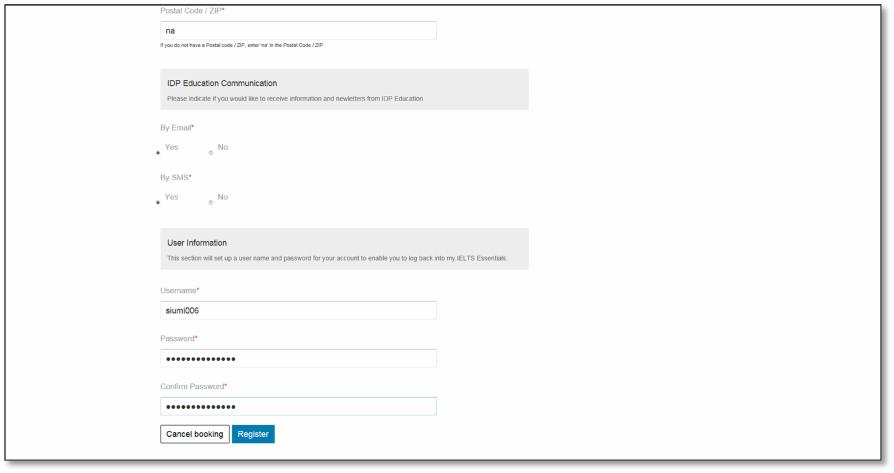 Postal Code / ZIP*
na
If you do not have a Postal code / ZIP, enter 'na' in the Postal Code / ZIP
IDP Education Communication
Please indicate if you would like to receive information and newletters from IDP Education
By Email*
Yes No
By SMS*
Yes No
User Information
This section will set up a user name and password for your account to enable you to log back into my IELTS Essentials.
Username*
siumi006
Password*
●●●●●●●●●●●●●●
Confirm Password*
●●●●●●●●●●●●●●
Cancel booking Register